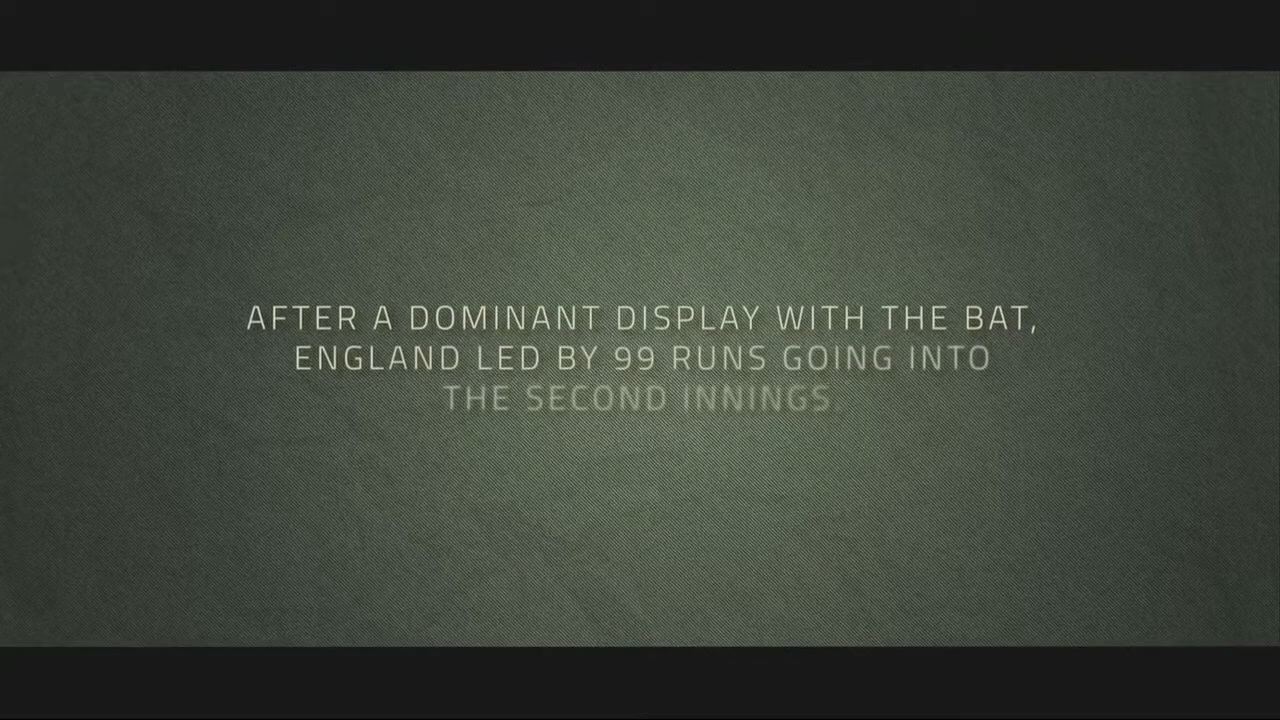 AFTER A DOMINANT DISPLAY WITH THE BAT,
ENGLAND LED BY 99 RUNS GOING INTO
THE SECOND INNINGS.